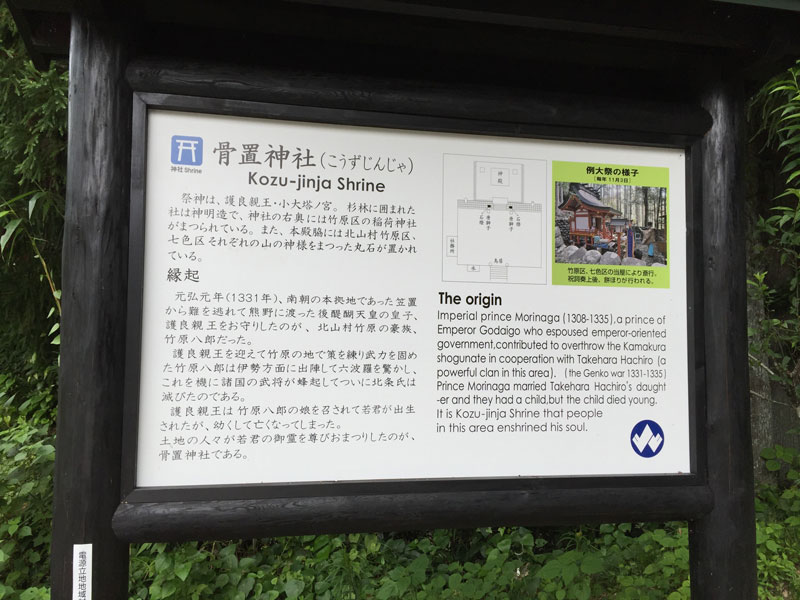 神社 Shrine
骨置神社(こうずじんじゃ)
Kozu-jinja Shrine
祭神は、護良親王・小大塔ノ宮。杉林に囲まれた
社は神明造で、神社の右奥には竹原区の稲荷神社
がまつられている。また、本殿脇には北山村竹原区、
七色区それぞれの山の神様をまつった丸石が置かれ
ている。
縁起
元弘元年(1331年)、南朝の本拠地であった笠置
から難を逃れて熊野に渡った後醍醐天皇の皇子、
護良親王をお守りしたのが、北山村竹原の豪族、
竹原八郎だった。
護良親王を迎えて竹原の地で策を練り武力を固め
た竹原八郎は伊勢方面に出陣して六波羅を驚かし、
これを機に諸国の武将が蜂起してついに北条氏は
滅びたのである。
護良親王は竹原八郎の娘を召されて若君が出生
されたが、幼くして亡くなってしまった。
土地の人々が若君の御霊を尊びおまつりしたのが、
骨置神社である。
神殿
鳥居
例大祭の様子
(毎年 11月3日)
竹原区、七色区の当屋により斎行。
祝詞奏上後、餅ほりが行われる。
The origin
Imperial prince Morinaga (1308-1335),a prince of
Emperor Godaigo who espoused emperor-oriented
government,contributed to overthrow the Kamakura
shogunate in cooperation with Takehara Hachiro (a
powerful clan in this area). (the Genko war 1331-1335)
Prince Morinaga married Takehara Hachiro's daught
-er and they had a child,but the child died young.
It is Kozu-jinja Shrine that people
in this area enshrined his soul.
電源立地地域